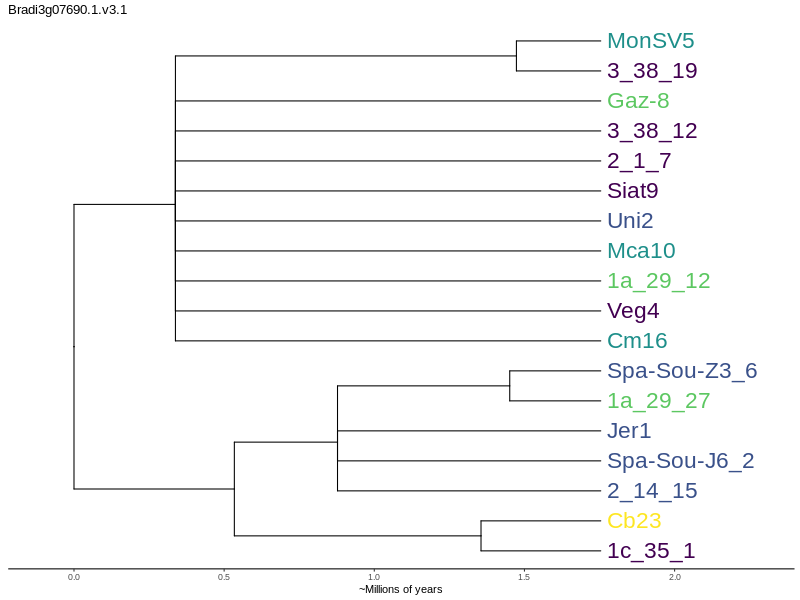 Bradi3g07690.1.v3.1
MonSV5
3_38_19
Gaz-8
3_38_12
2_1_7
Siat9
Uni2
Mca10
1a_29_12
Veg4
Cm16
Spa-Sou-Z3_6
1a_29_27
Jer1
Spa-Sou-J6_2
2_14_15
Cb23
1c_35_1
0.0 0.5 1.0 1.5 2.0
~Millions of years